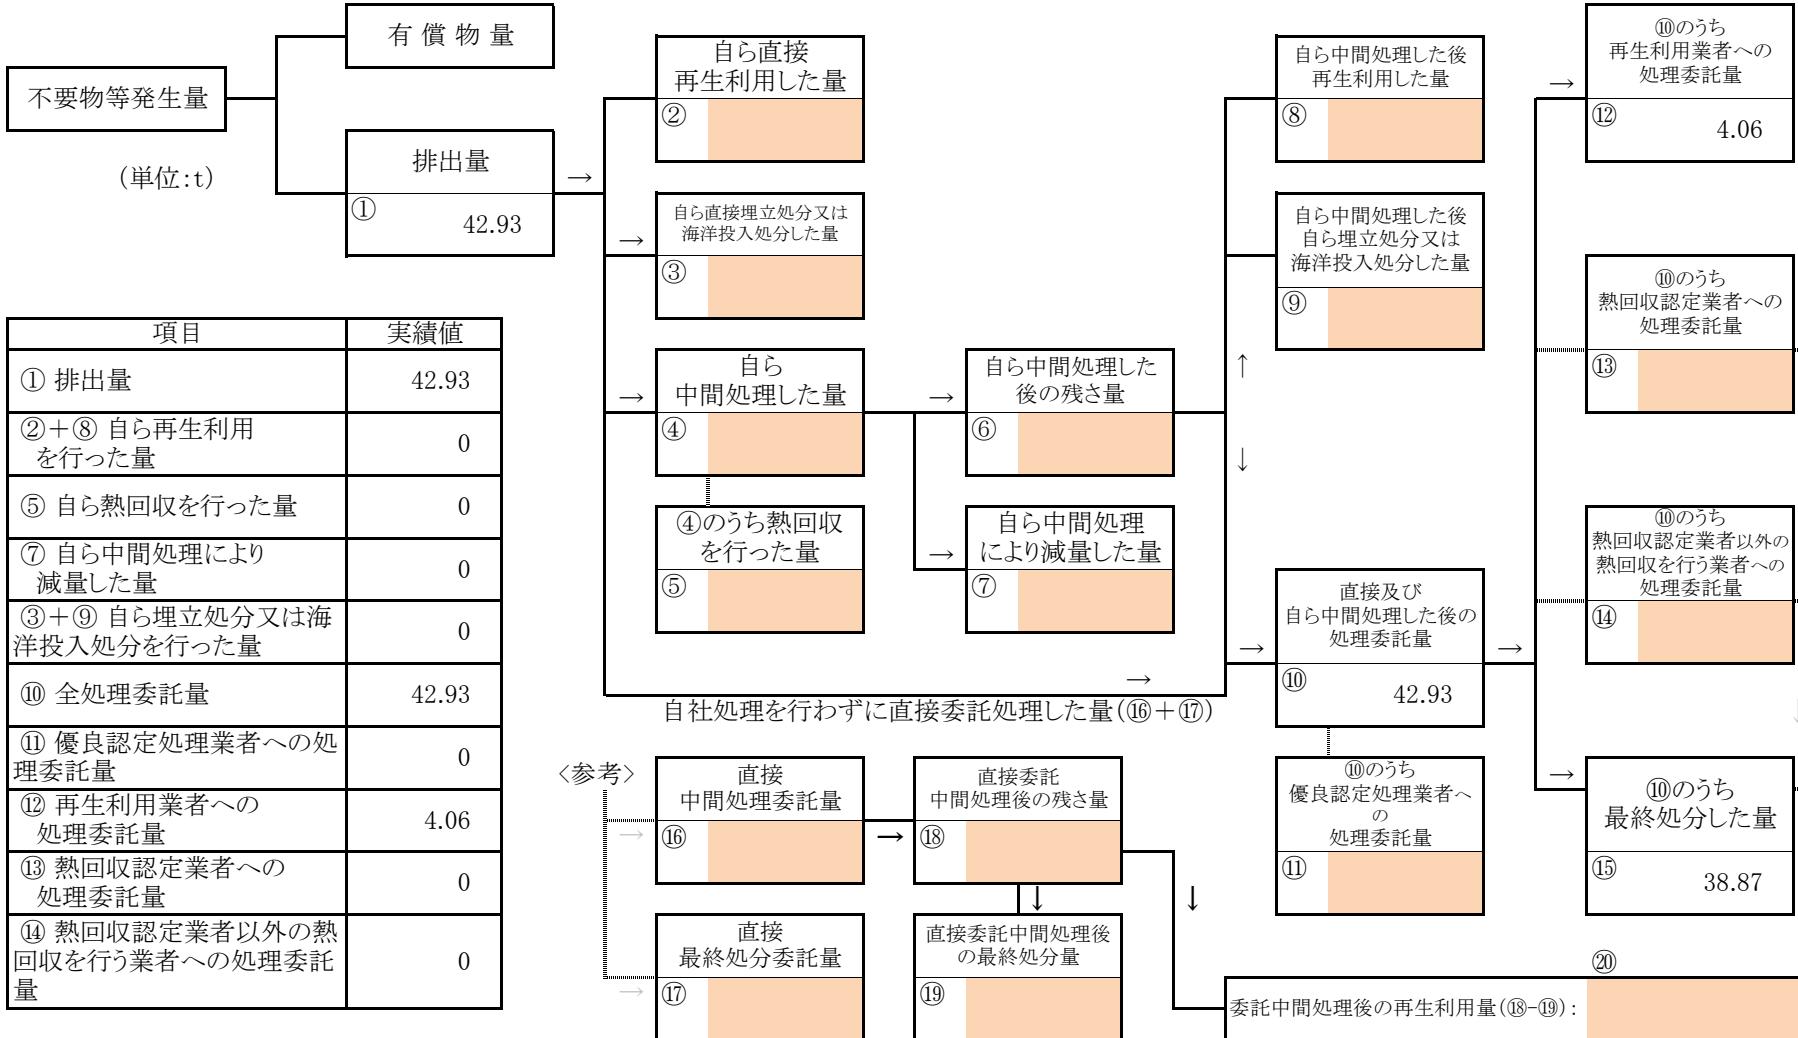 有 償 物 量
不要物等発生量
（単位：t）
排出量
①
42.93
→
自ら直接
再生利用した量
②
→
自ら直接埋立処分又は
海洋投入処分した量
③
→
自ら
中間処理した量
④
④のうち熱回収
を行った量
⑤
→
自ら中間処理した
後の残さ量
⑥
→
自ら中間処理
により減量した量
⑦
自ら中間処理した後
再生利用した量
⑧
自ら中間処理した後
自ら埋立処分又は
海洋投入処分した量
⑨
↑
↓
→
自社処理を行わずに直接委託処理した量（⑯＋⑰）
→
直接及び
自ら中間処理した後の
処理委託量
⑩
42.93
→
⑩のうち
優良認定処理業者へ
の
処理委託量
⑪
→
⑩のうち
再生利用業者への
処理委託量
⑫
4.06
⑩のうち
熱回収認定業者への
処理委託量
⑬
⑩のうち
熱回収認定業者以外の
熱回収を行う業者への
処理委託量
⑭
→
⑩のうち
最終処分した量
⑮
38.87
↓
項目 実績値
① 排出量 42.93
②＋⑧ 自ら再生利用
を行った量
0
⑤ 自ら熱回収を行った量 0
⑦ 自ら中間処理により
減量した量
0
③＋⑨ 自ら埋立処分又は海
洋投入処分を行った量
0
⑩ 全処理委託量 42.93
⑪ 優良認定処理業者への処
理委託量
0
⑫ 再生利用業者への
処理委託量
4.06
⑬ 熱回収認定業者への
処理委託量
0
⑭ 熱回収認定業者以外の熱
回収を行う業者への処理委託
量
0
＜参考＞
→
直接
中間処理委託量
⑯
→
直接委託
中間処理後の残さ量
⑱
↓
↓
→
直接
最終処分委託量
⑰
直接委託中間処理後
の最終処分量
⑲
⑳
委託中間処理後の再生利用量（⑱-⑲）：